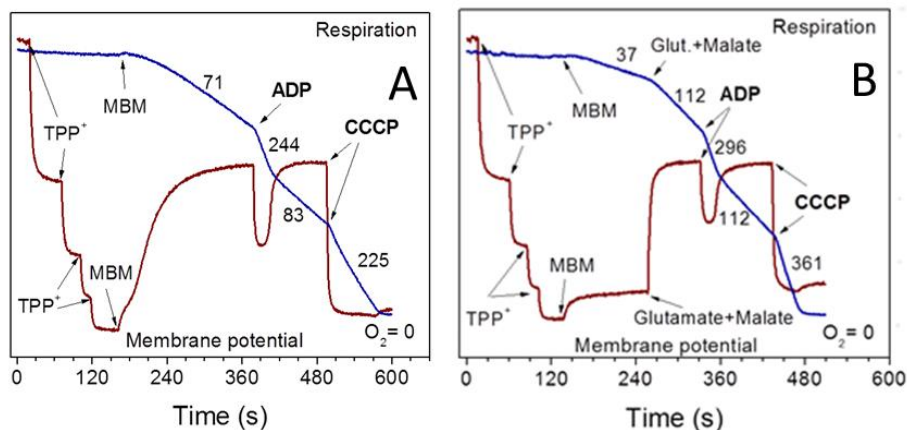 Respiration
A
71
MBM
ADP
TPP+
244
CCCP
83
MBM
225
TPP+
Membrane potential
O2= 0
0 120 240 360 480 600
Time (s)
Respiration
B
37
Glut.+Malate
MBM
112
ADP
TPP+
296
CCCP
112
MBM
361
TPP+
Glutamate+Malate
Membrane potential
O2= 0
0 120 240 360 480 600
Time (s)